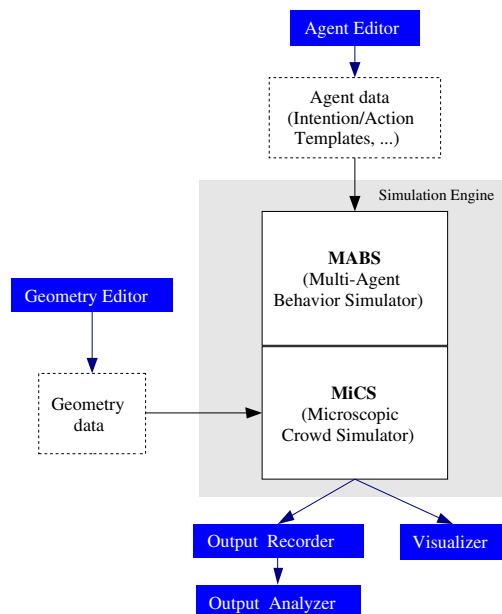 Agent Editor
Agent data
(Intention/Action
Templates, ...)
Simulation Engine
MABS
(Multi-Agent
Behavior Simulator)
Geometry Editor
MiCS
(Microscopic
Crowd Simulator)
Geometry
data
Output Recorder
Visualizer
Output Analyzer